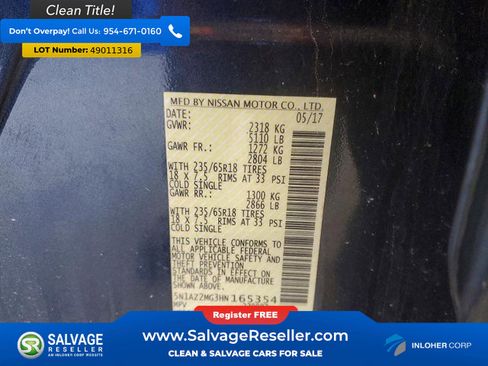 Clean Title!
Don't Overpay! Call Us: 954-671-0160
LOT Number: 49011316
MFD BY NISSAN MOTOR CO., LTD.
DATE: 05/17
GVWR: 2318 KG
5110 LB
GAWR FR.: 1272 KG
2804 LB
WITH 235/65R18 TIRES
18 X 7.5 RIMS AT 33 PSI
COLD SINGLE
GAWR RR.: 1300 KG
2866 LB
WITH 235/65R18 TIRES
18 X 7.5 RIMS AT 33 PSI
COLD SINGLE
THIS VEHICLE CONFORMS TO
ALL APPLICABLE FEDERAL
MOTOR VEHICLE SAFETY AND
THEFT PREVENTION
STANDARDS IN EFFECT ON
THE DATE OF MANUFACTURE
SHOWN ABOVE.
5N1AZ2MG3HN165354
MPV
Register FREE!
SALVAGE
RESELLER
AN INLOHER CORP WEBSITE
www.SalvageReseller.com
CLEAN & SALVAGE CARS FOR SALE
INLOHER CORP